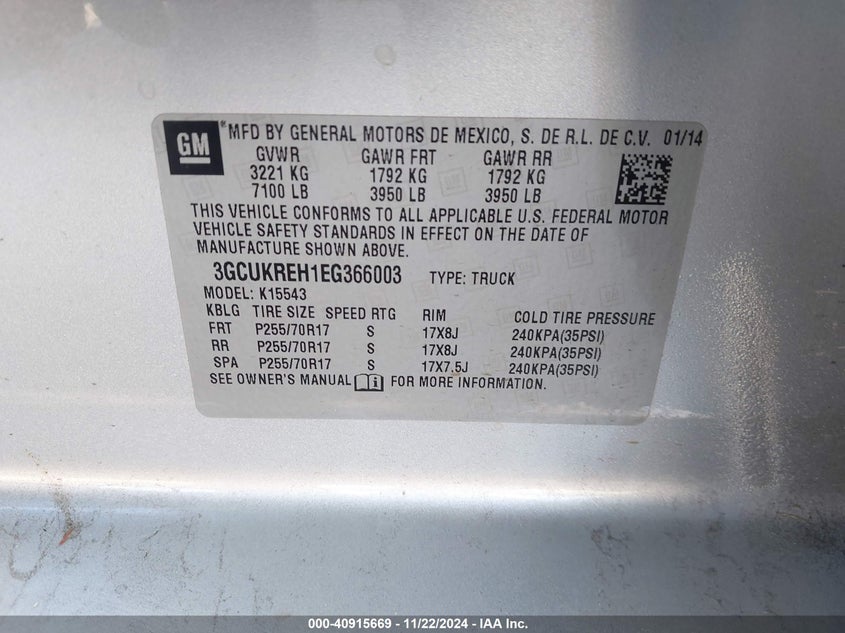 GM
*MFD BY GENERAL MOTORS DE MEXICO, S. DE R.L. DE C.V. 01/14
GVWR GAWR FRT GAWR RR
3221 KG 1792 KG 1792 KG
7100 LB 3950 LB 3950 LB
THIS VEHICLE CONFORMS TO ALL APPLICABLE U.S. FEDERAL MOTOR
VEHICLE SAFETY STANDARDS IN EFFECT ON THE DATE OF
MANUFACTURE SHOWN ABOVE.
3GCUKREH1EG366003 TYPE: TRUCK
MODEL: K15543
KBLG TIRE SIZE SPEED RTG RIM COLD TIRE PRESSURE
FRT P255/70R17 S 17X8J 240KPA(35PSI)
RR P255/70R17 S 17X8J 240KPA(35PSI)
SPA P255/70R17 S 17X7.5J 240KPA(35PSI)
SEE OWNER'S MANUAL FOR MORE INFORMATION.
000-40915669 - 11/22/2024 - IAA Inc.